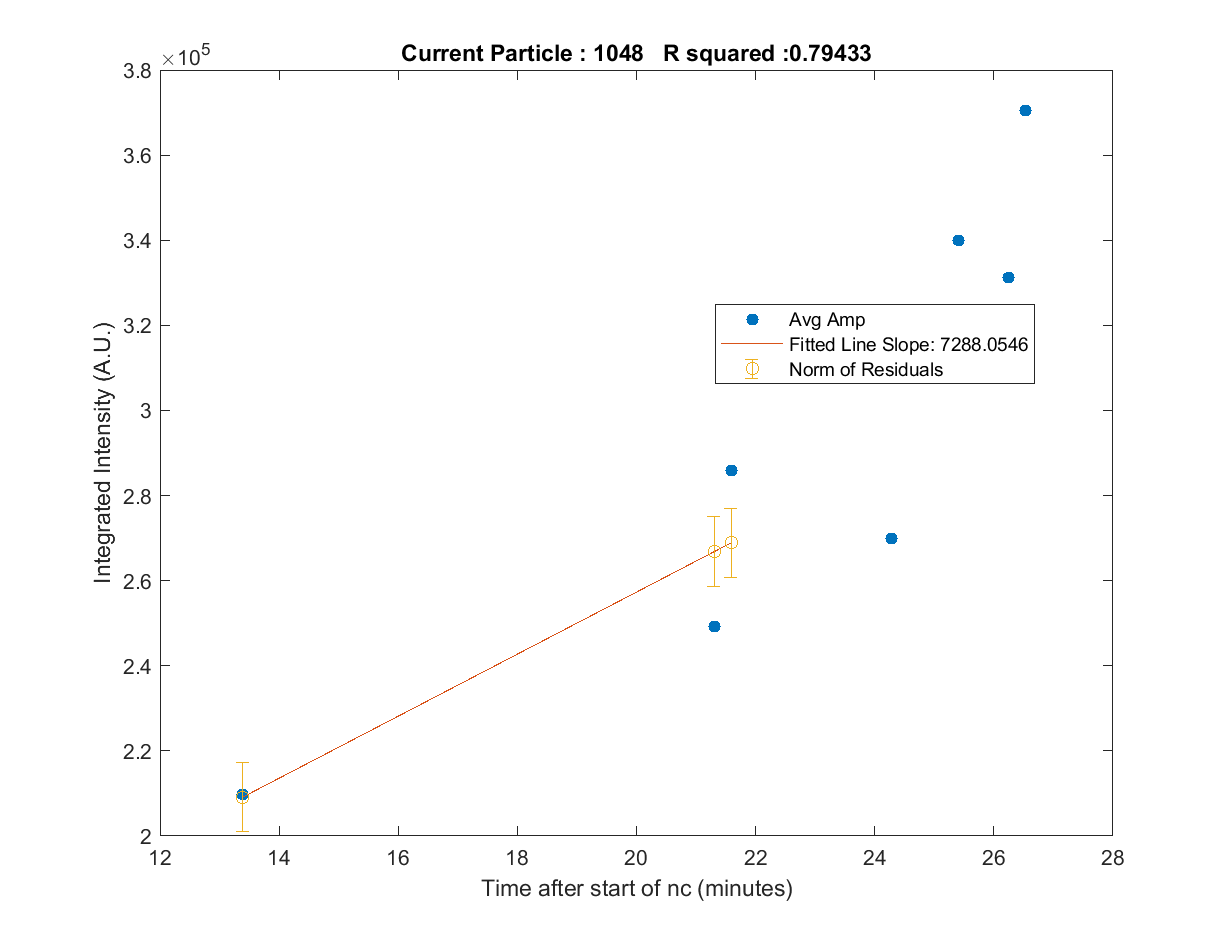 Current Particle : 1048   R squared :0.79433
×10^5
3.8
3.6
3.4
3.2
3
2.8
2.6
2.4
2.2
2
Integrated Intensity (A.U.)
Avg Amp
Fitted Line Slope: 7288.0546
Norm of Residuals
12 14 16 18 20 22 24 26 28
Time after start of nc (minutes)